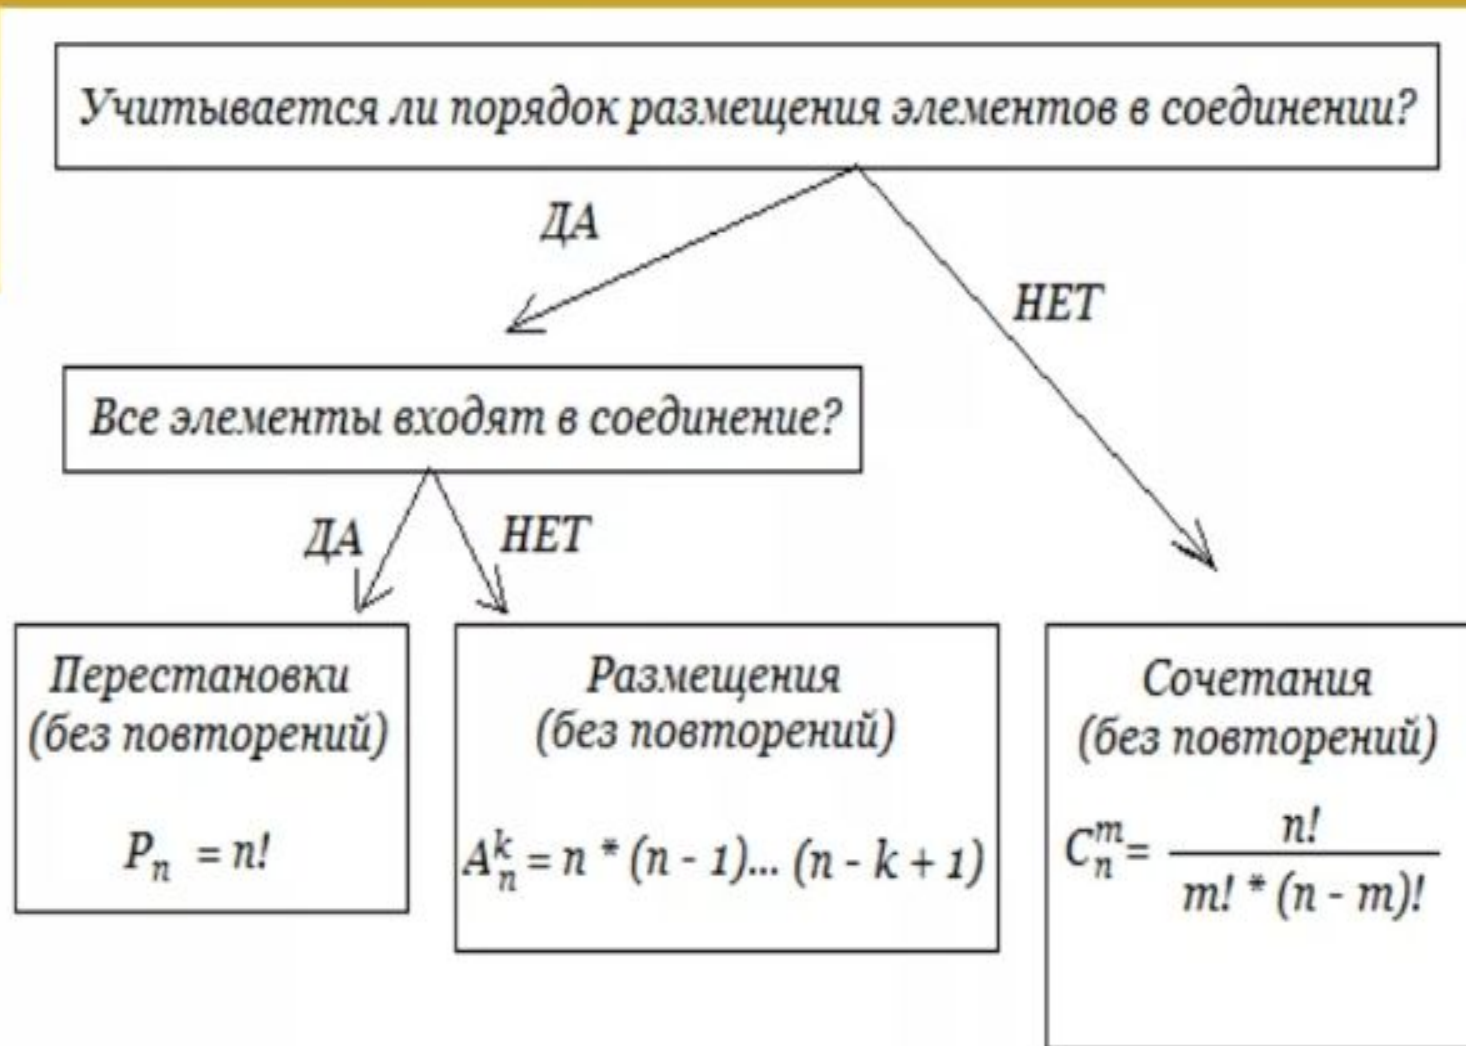 Учитывается ли порядок размещения элементов в соединении?
ДА
НЕТ
Все элементы входят в соединение?
ДА
НЕТ
Перестановки
(без повторений)
P_n = n!
Размещения
(без повторений)
A_n^k = n * (n - 1)... (n - k + 1)
Сочетания
(без повторений)
C_n^m = n! / m! * (n - m)!